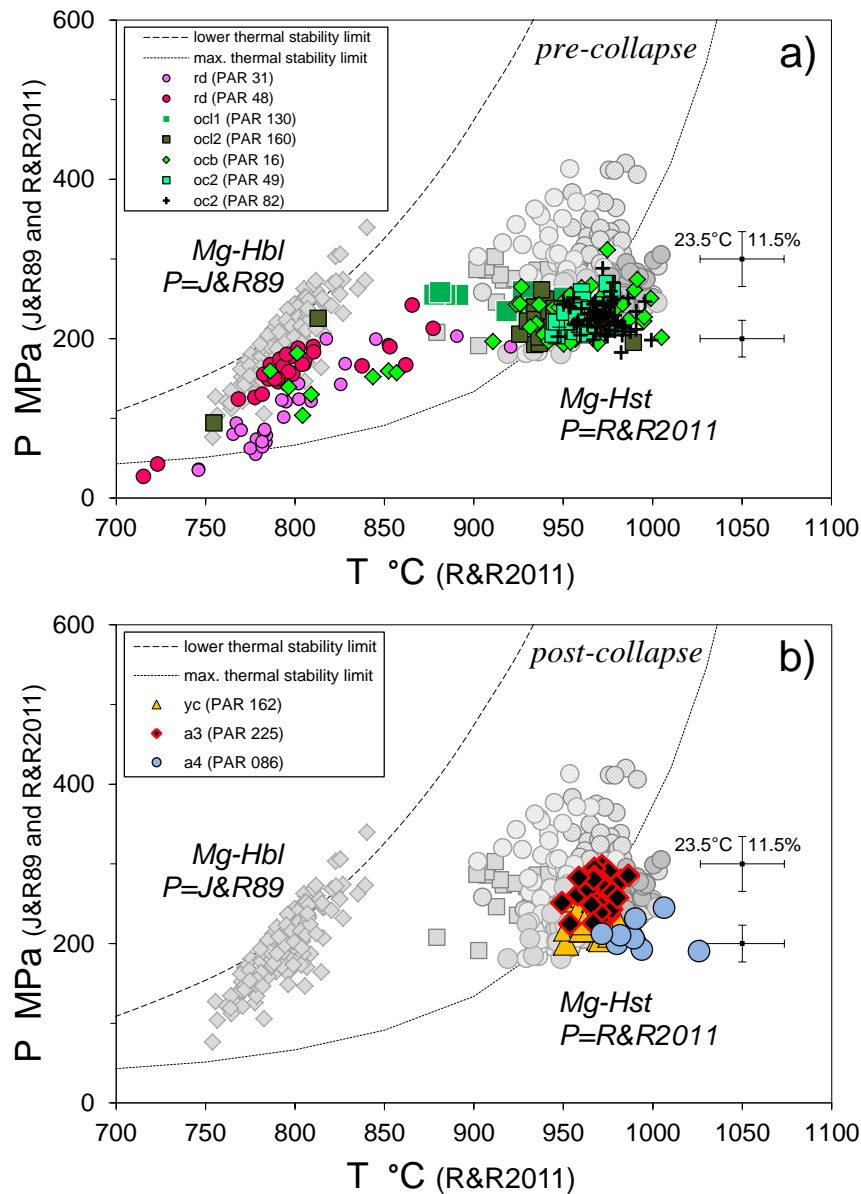 600
400
200
0
P MPa (J&R89 and R&R2011)
lower thermal stability limit
max. thermal stability limit
rd (PAR 31)
rd (PAR 48)
ocl1 (PAR 130)
ocl2 (PAR 160)
ocb (PAR 16)
oc2 (PAR 49)
oc2 (PAR 82)
pre-collapse
a)
Mg-Hbl
P=J&R89
23.5°C 11.5%
Mg-Hst
P=R&R2011
700 750 800 850 900 950 1000 1050 1100
T °C (R&R2011)
600
400
200
0
P MPa (J&R89 and R&R2011)
lower thermal stability limit
max. thermal stability limit
yc (PAR 162)
a3 (PAR 225)
a4 (PAR 086)
post-collapse
b)
Mg-Hbl
P=J&R89
23.5°C 11.5%
Mg-Hst
P=R&R2011
700 750 800 850 900 950 1000 1050 1100
T °C (R&R2011)